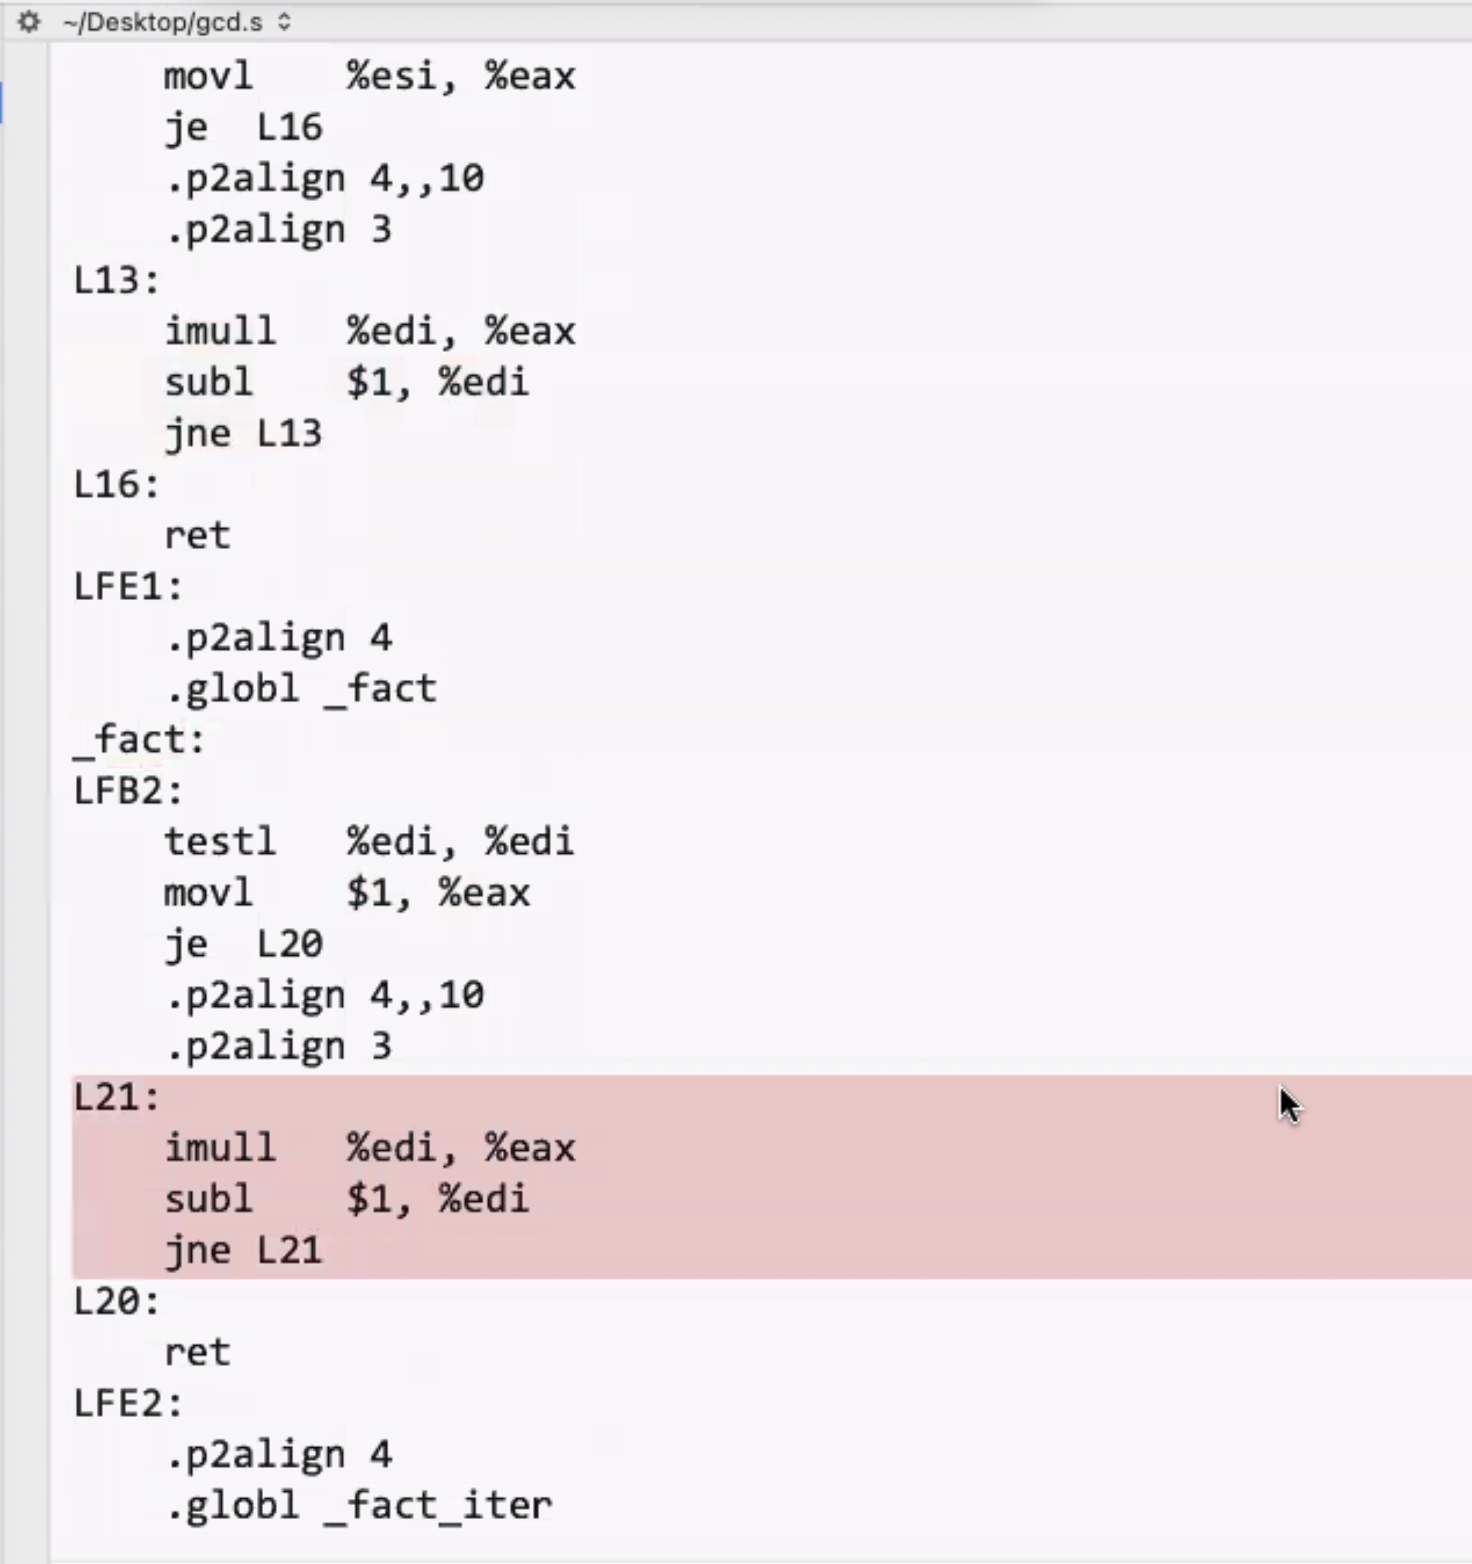 ~/Desktop/gcd.s
movl %esi, %eax
je L16
.p2align 4,,10
.p2align 3
L13:
imull %edi, %eax
subl $1, %edi
jne L13
L16:
ret
LFE1:
.p2align 4
.globl _fact
_fact:
LFB2:
testl %edi, %edi
movl $1, %eax
je L20
.p2align 4,,10
.p2align 3
L21:
imull %edi, %eax
subl $1, %edi
jne L21
L20:
ret
LFE2:
.p2align 4
.globl _fact_iter